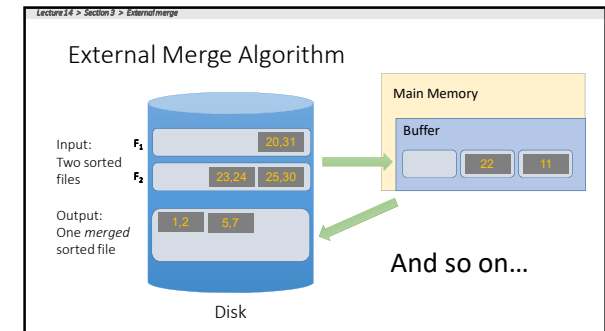 Lecture 14 > Section 3 > External merge
External Merge Algorithm
Main Memory
Buffer
22
11
Input:
Two sorted
files
F1
20,31
F2
23,24
25,30
Output:
One merged
sorted file
1,2
5,7
And so on…
Disk